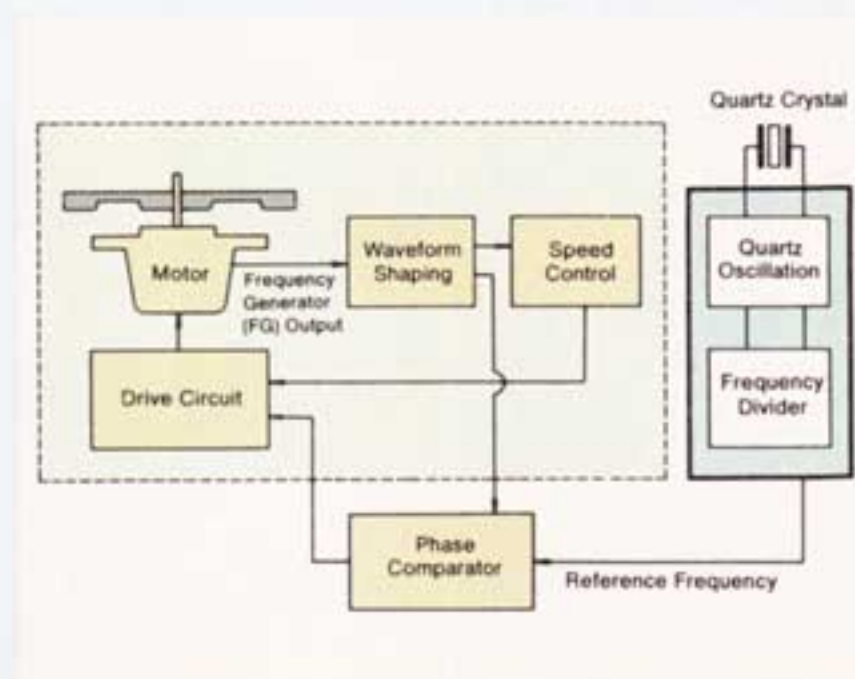 Quartz Crystal
Motor
Frequency
Generator
(FG) Output
Waveform
Shaping
Speed
Control
Quartz
Oscillation
Drive Circuit
Frequency
Divider
Phase
Comparator
Reference Frequency